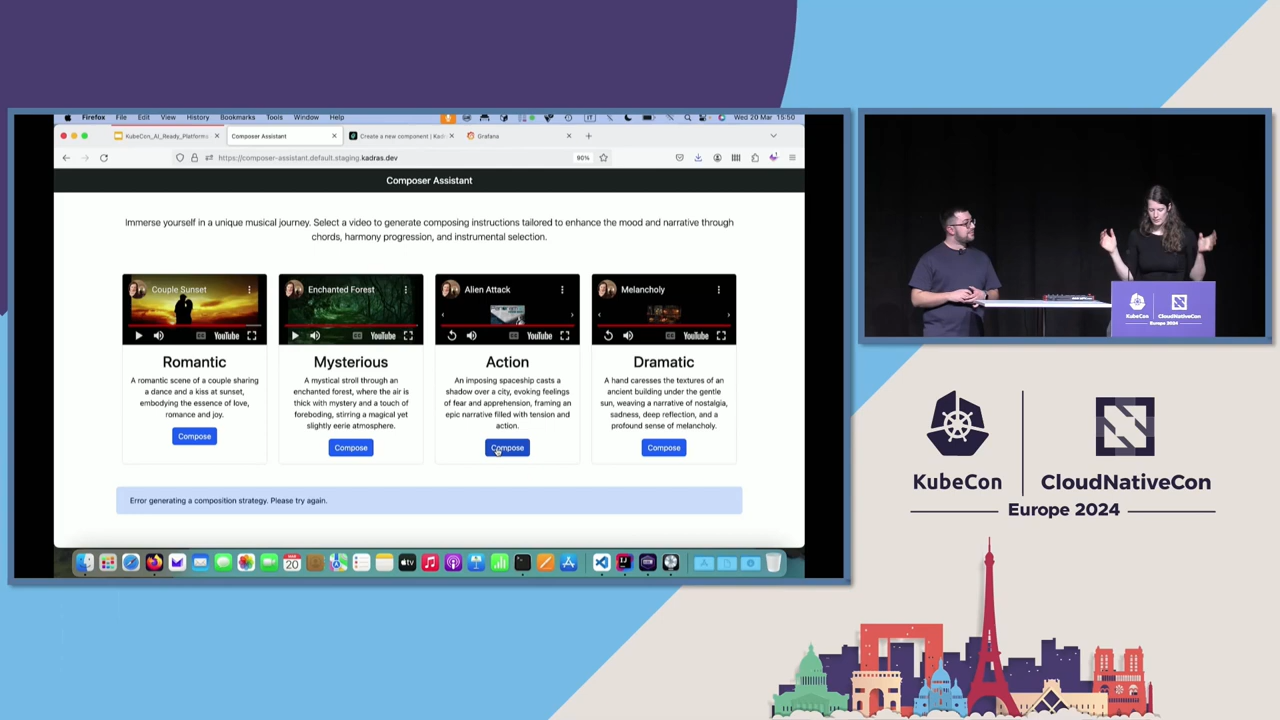 Firefox File Edit View History Bookmarks Tools Window Help Wed 20 Mar 15:50
KubeCon_AI_Ready_Platforms Composer Assistant Create a new component | Kad Grafana
https://composer-assistant.default.staging.kadras.dev 80%
Composer Assistant
Immerse yourself in a unique musical journey. Select a video to generate composing instructions tailored to enhance the mood and narrative through
chords, harmony progression, and instrumental selection.
Couple Sunset Enchanted Forest Alien Attack Melancholy
YouTube YouTube YouTube YouTube
Romantic
A romantic scene of a couple sharing
a dance and a kiss at sunset,
embodying the essence of love,
romance and joy.
Compose
Mysterious
A mystical stroll through an
enchanted forest, where the air is
thick with mystery and a touch of
foreboding, stirring a magical yet
slightly eerie atmosphere.
Compose
Action
An imposing spaceship casts a
shadow over a city, evoking feelings
of fear and apprehension, framing an
epic narrative filled with tension and
action.
Compose
Dramatic
A hand caresses the textures of an
ancient building under the gentle
sun, weaving a narrative of nostalgia,
sadness, deep reflection, and a
profound sense of melancholy.
Compose
Error generating a composition strategy. Please try again.
MAR
20
tv
KubeCon CloudNativeCon
Europe 2024
KubeCon CloudNativeCon
Europe 2024